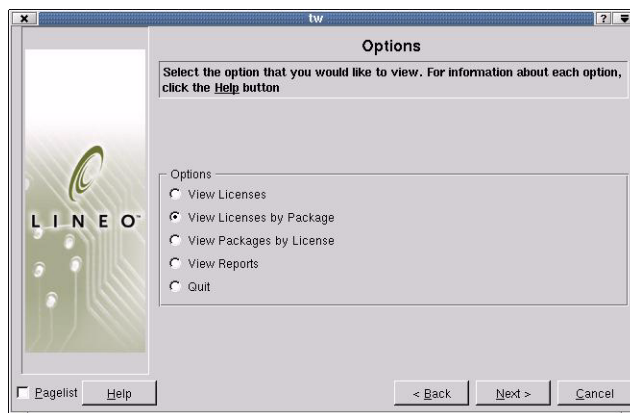 tw
Options
Select the option that you would like to view. For information about each option,
click the Help button
Options
View Licenses
View Licenses by Package
View Packages by License
View Reports
Quit
LINEO™
Pagelist
Help
< Back
Next >
Cancel